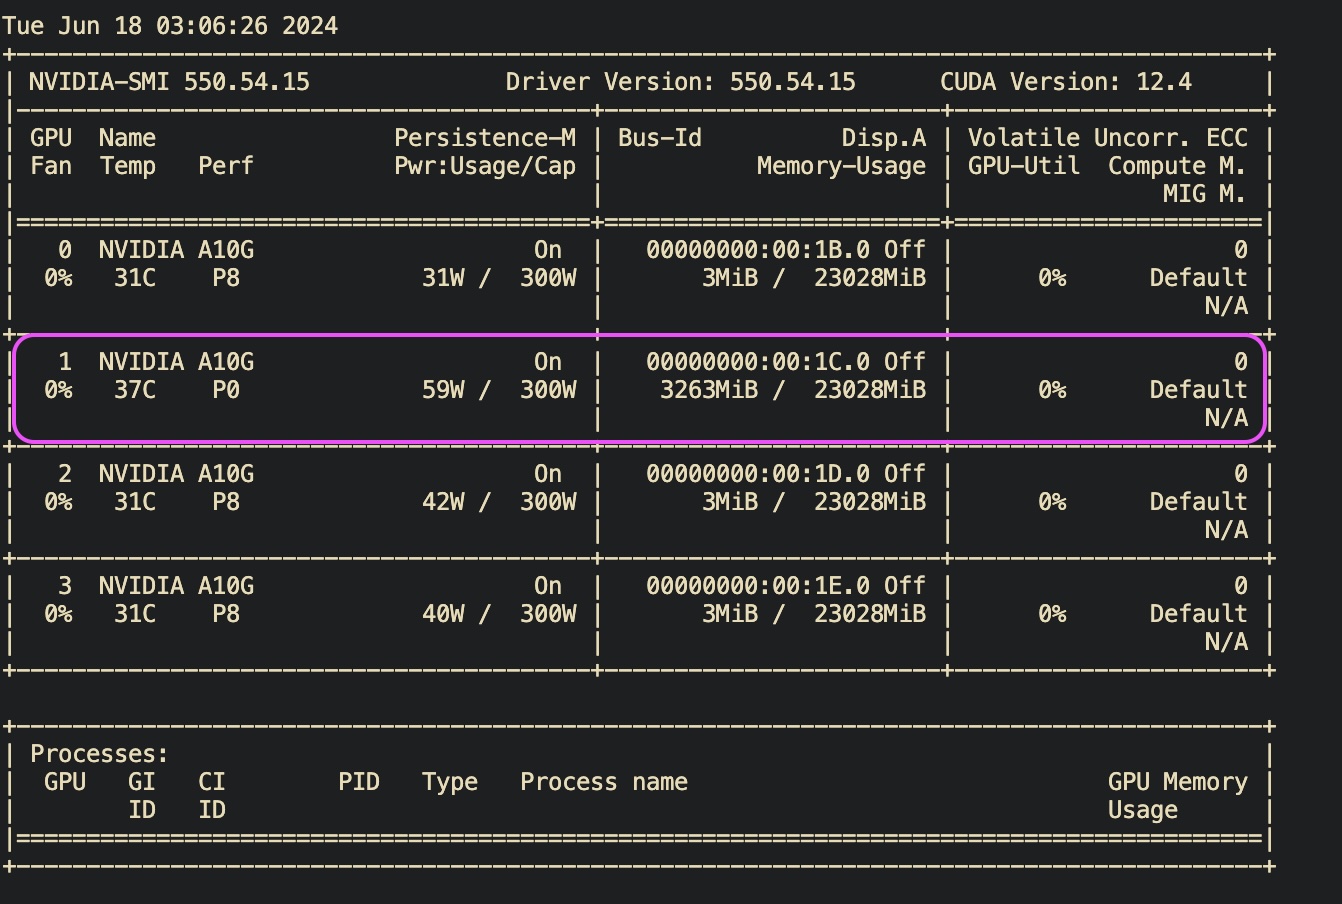 Tue Jun 18 03:06:26 2024
NVIDIA-SMI 550.54.15 Driver Version: 550.54.15 CUDA Version: 12.4
GPU Name Persistence-M | Bus-Id Disp.A | Volatile Uncorr. ECC
Fan Temp Perf Pwr:Usage/Cap | Memory-Usage | GPU-Util Compute M.
MIG M.
0 NVIDIA A10G On | 00000000:00:1B.0 Off | 0
0% 31C P8 31W / 300W | 3MiB / 23028MiB | 0% Default
N/A
1 NVIDIA A10G On | 00000000:00:1C.0 Off | 0
0% 37C P0 59W / 300W | 3263MiB / 23028MiB | 0% Default
N/A
2 NVIDIA A10G On | 00000000:00:1D.0 Off | 0
0% 31C P8 42W / 300W | 3MiB / 23028MiB | 0% Default
N/A
3 NVIDIA A10G On | 00000000:00:1E.0 Off | 0
0% 31C P8 40W / 300W | 3MiB / 23028MiB | 0% Default
N/A
Processes:
GPU GI CI PID Type Process name GPU Memory
ID ID Usage